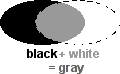 black + white
= gray